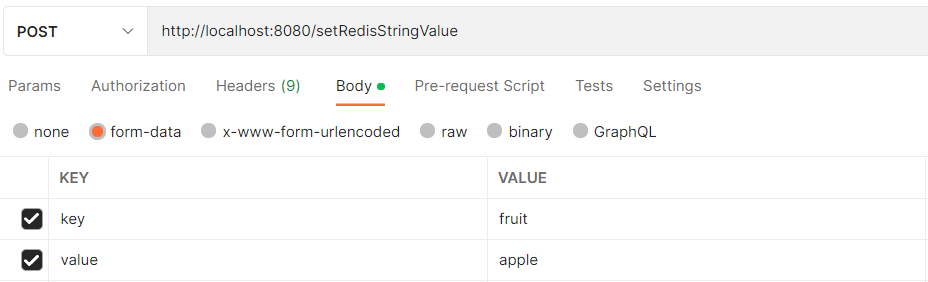 POST http://localhost:8080/setRedisStringValue
Params Authorization Headers (9) Body Pre-request Script Tests Settings
none form-data x-www-form-urlencoded raw binary GraphQL
KEY VALUE
key fruit
value apple